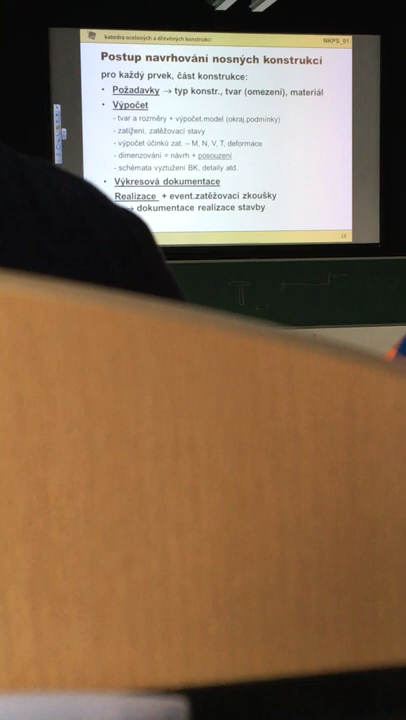 katedra ocelových a dřevěných konstrukcí
NKPS_01
Postup navrhování nosných konstrukcí
pro každý prvek, část konstrukce:
• Požadavky → typ konstr., tvar (omezení), materiál
• Výpočet
- tvar a rozměry + výpočet.model (okraj.podmínky)
- zatížení, zatěžovací stavy
- výpočet účinků zat. – M, N, V, T, deformace
- dimenzování = návrh + posouzení
- schémata vyztužení BK, detaily atd.
• Výkresová dokumentace
Realizace + event.zatěžovací zkoušky
→ dokumentace realizace stavby
16
T